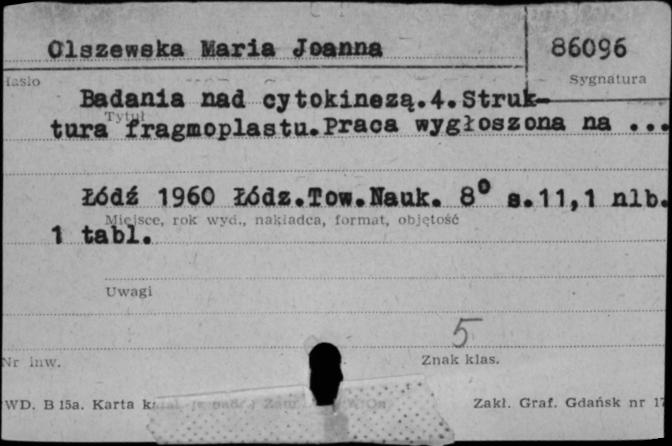 Olszewska Maria Joanna
86096
Hasło
Sygnatura
Badania nad cytokinezą.4.Struk-
Tytuł
tura fragmoplastu.Praca wygłoszona na ...
Łódź 1960 Łódz.Tow.Nauk. 8° s.11,1 nlb.
Miejsce, rok wyd., nakładca, format, objętość
1 tabl.
Uwagi
5
Nr inw.
Znak klas.
WD. B 15a. Karta
Zakł. Graf. Gdańsk nr 17